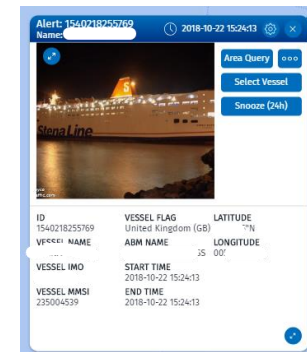 Alert: 1540218255769
Name:
2018-10-22 15:24:13
Area Query
Select Vessel
Snooze (24h)
Stena Line
ID VESSEL FLAG LATITUDE
1540218255769 United Kingdom (GB) °N
VESSEL NAME ABM NAME LONGITUDE
VESSEL IMO START TIME
2018-10-22 15:24:13
VESSEL MMSI END TIME
235004539 2018-10-22 15:24:13